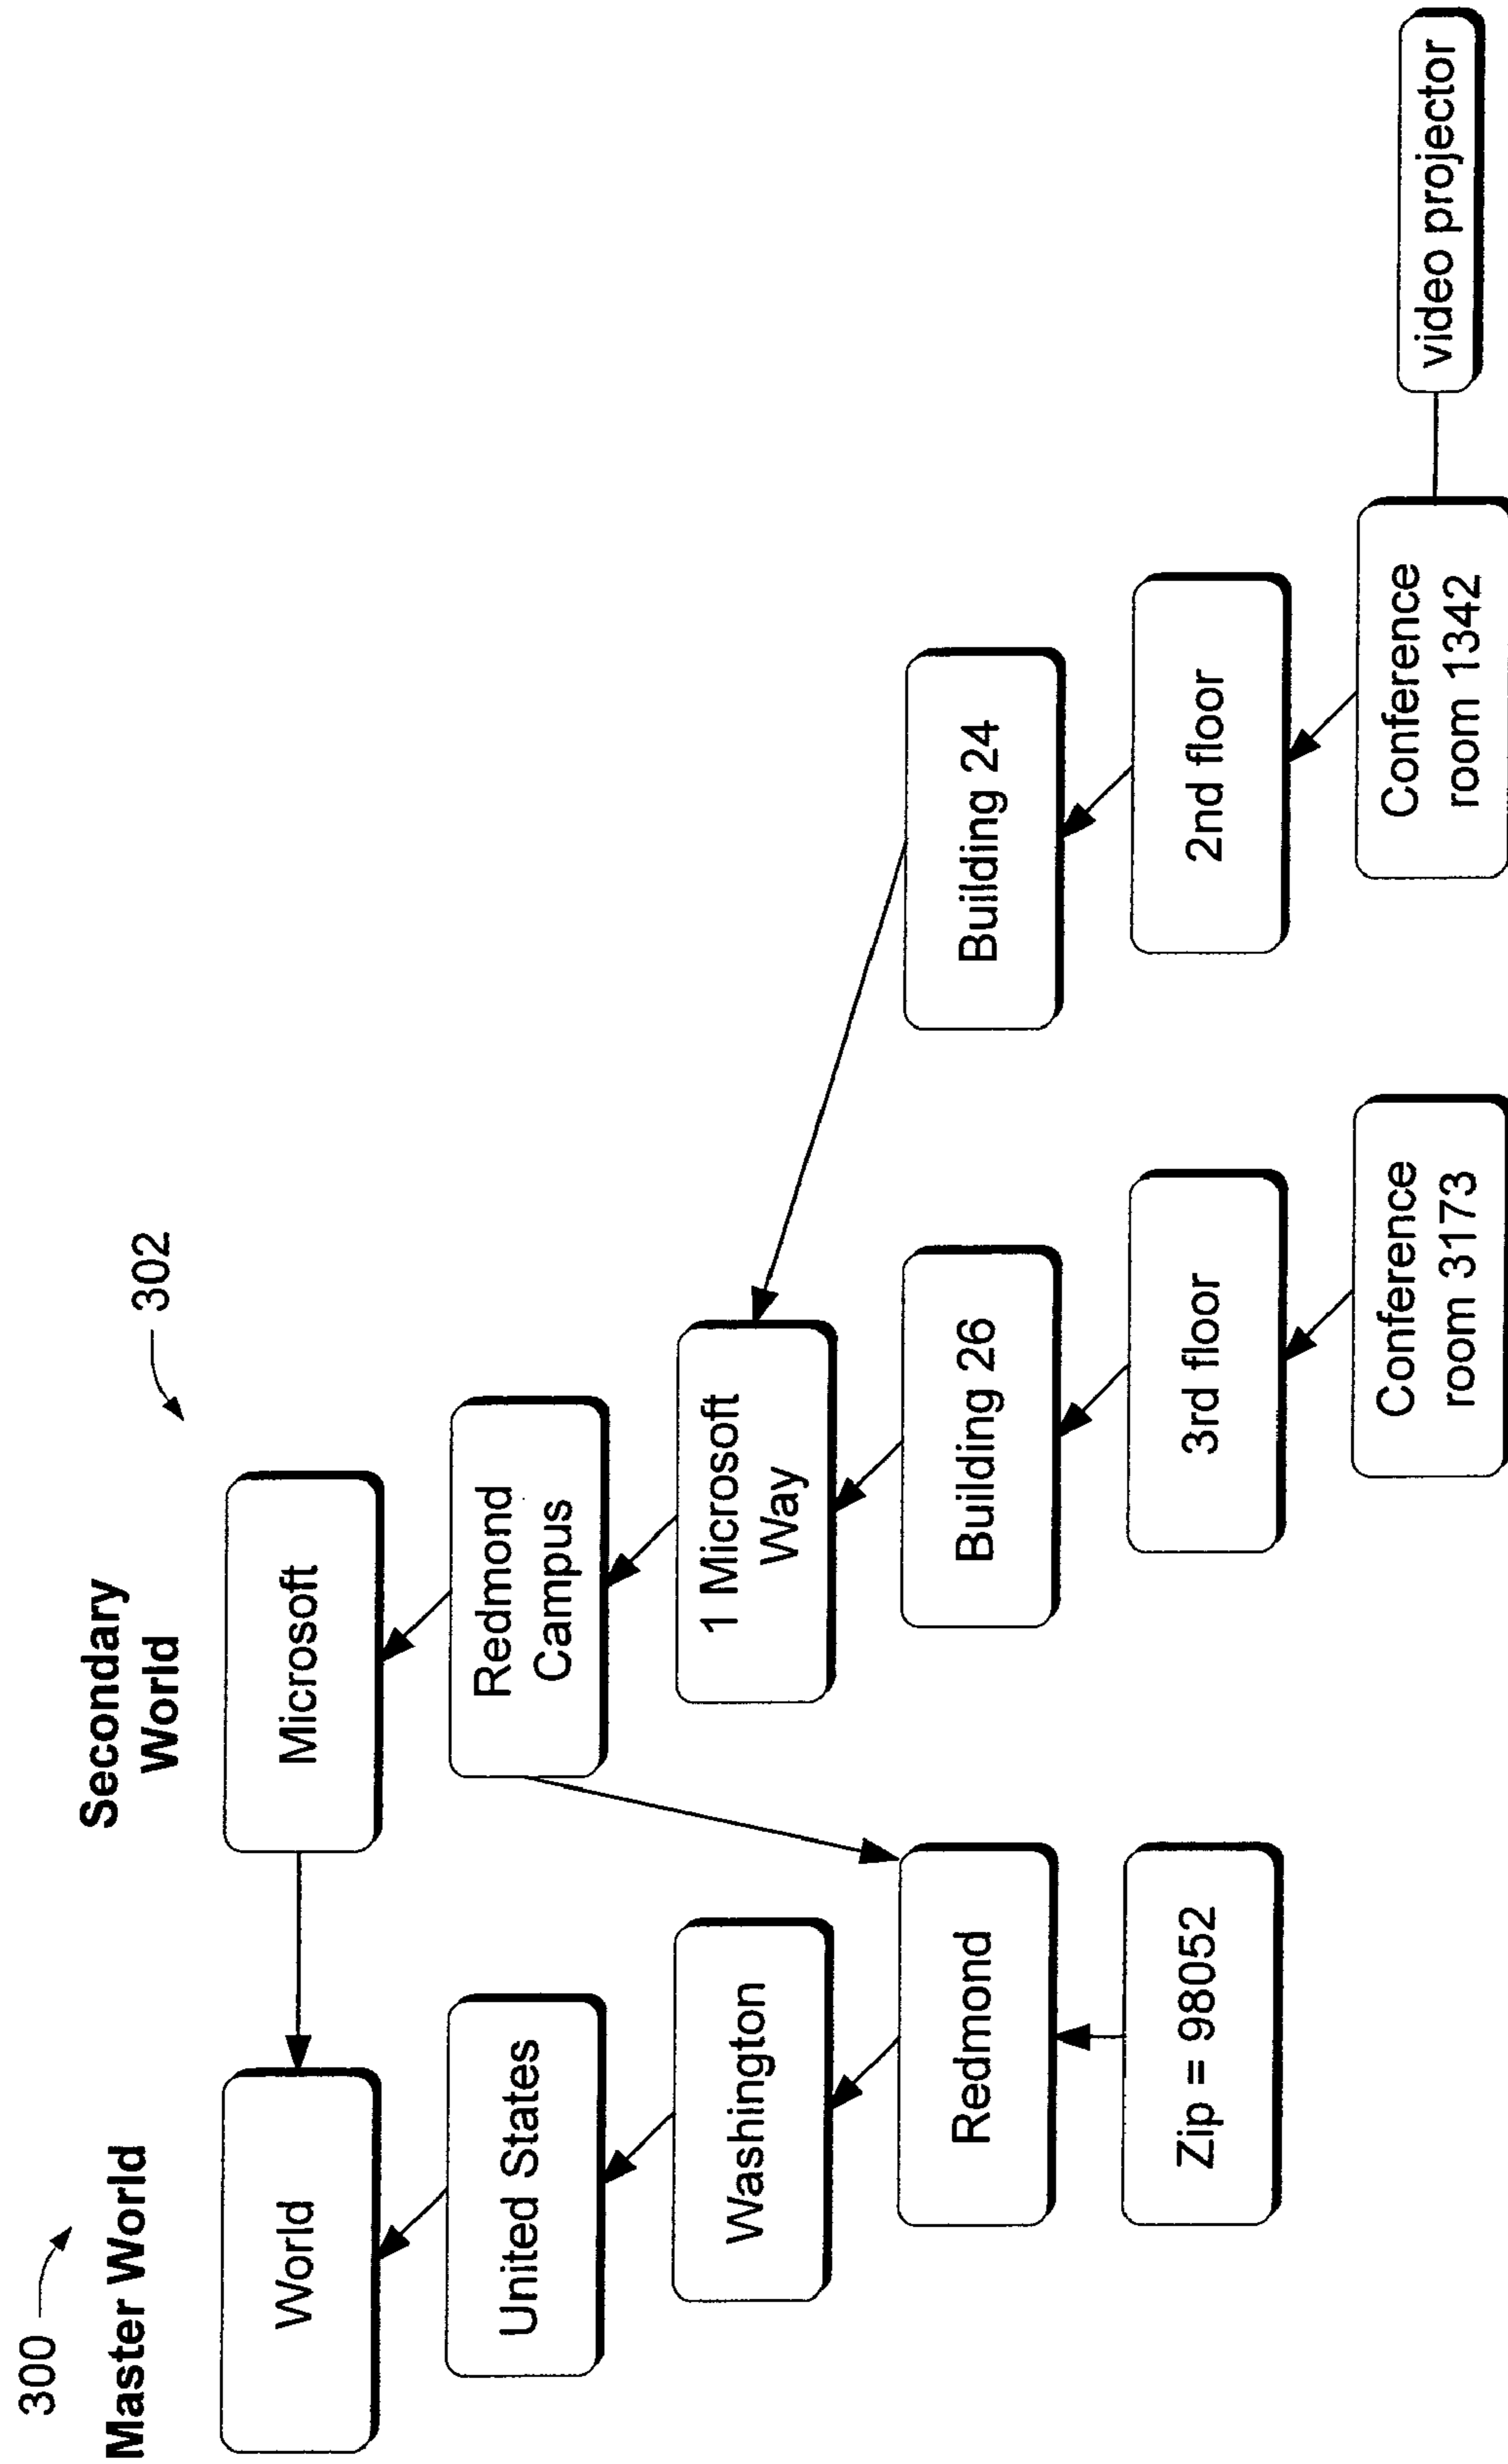 300
Master World
World
United States
Washington
Redmond
Zip = 98052
302
Secondary
World
Microsoft
Redmond
Campus
1 Microsoft
Way
Building 26
3rd floor
Conference
room 3173
Building 24
2nd floor
Conference
room 1342
video projector